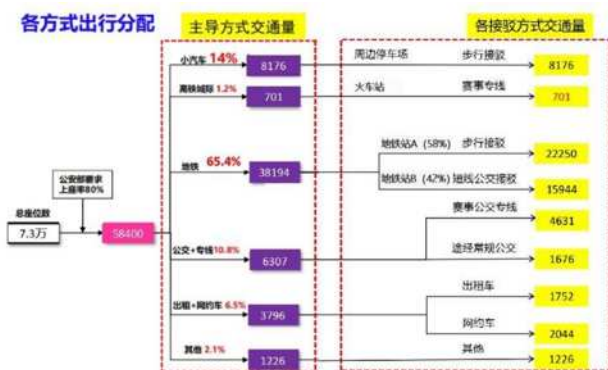 各方式出行分配
主导方式交通量
各接驳方式交通量
小汽车 14%
8176
周边停车场
步行接驳
8176
高铁城际 1.2%
701
火车站
赛事专线
701
地铁
65.4%
38194
地铁站A (58%)
步行接驳
22250
地铁站B (42%)
短线公交接驳
15944
公安部要求
上座率80%
总座位数
7.3万
58400
公交+专线10.8%
6307
赛事公交专线
4631
途经常规公交
1676
出租+网约车 6.5%
3796
出租车
1752
网约车
2044
其他 2.1%
1226
其他
1226